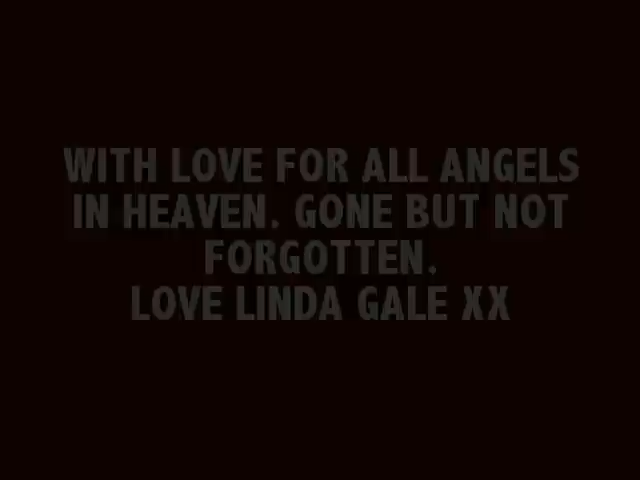 WITH LOVE FOR ALL ANGELS
IN HEAVEN. GONE BUT NOT
FORGOTTEN.
LOVE LINDA GALE XX